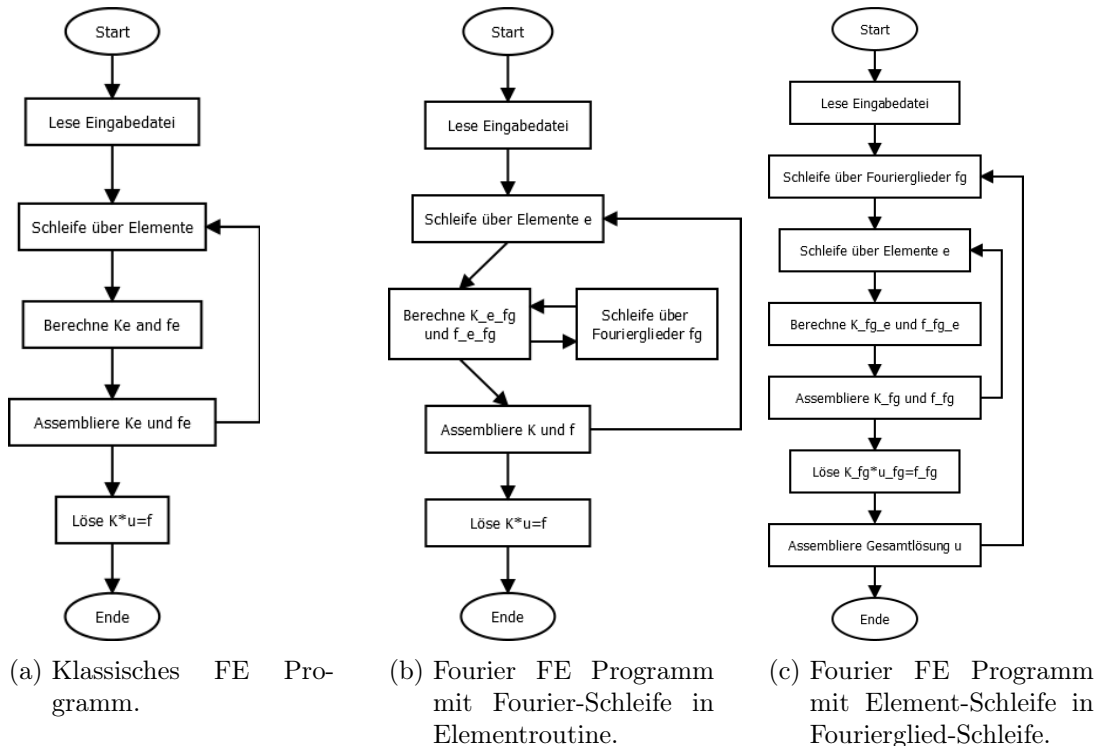 Start
Lese Eingabedatei
Schleife über Elemente
Berechne Ke and fe
Assembliere Ke und fe
Löse K*u=f
Ende
(a) Klassisches FE Pro-
gramm.
Start
Lese Eingabedatei
Schleife über Elemente e
Berechne K_e_fg
und f_e_fg
Schleife über
Fourierglieder fg
Assembliere K und f
Löse K*u=f
Ende
(b) Fourier FE Programm
mit Fourier-Schleife in
Elementroutine.
Start
Lese Eingabedatei
Schleife über Fourierglieder fg
Schleife über Elemente e
Berechne K_fg_e und f_fg_e
Assembliere K_fg und f_fg
Löse K_fg*u_fg=f_fg
Assembliere Gesamtlösung u
Ende
(c) Fourier FE Programm
mit Element-Schleife in
Fourierglied-Schleife.